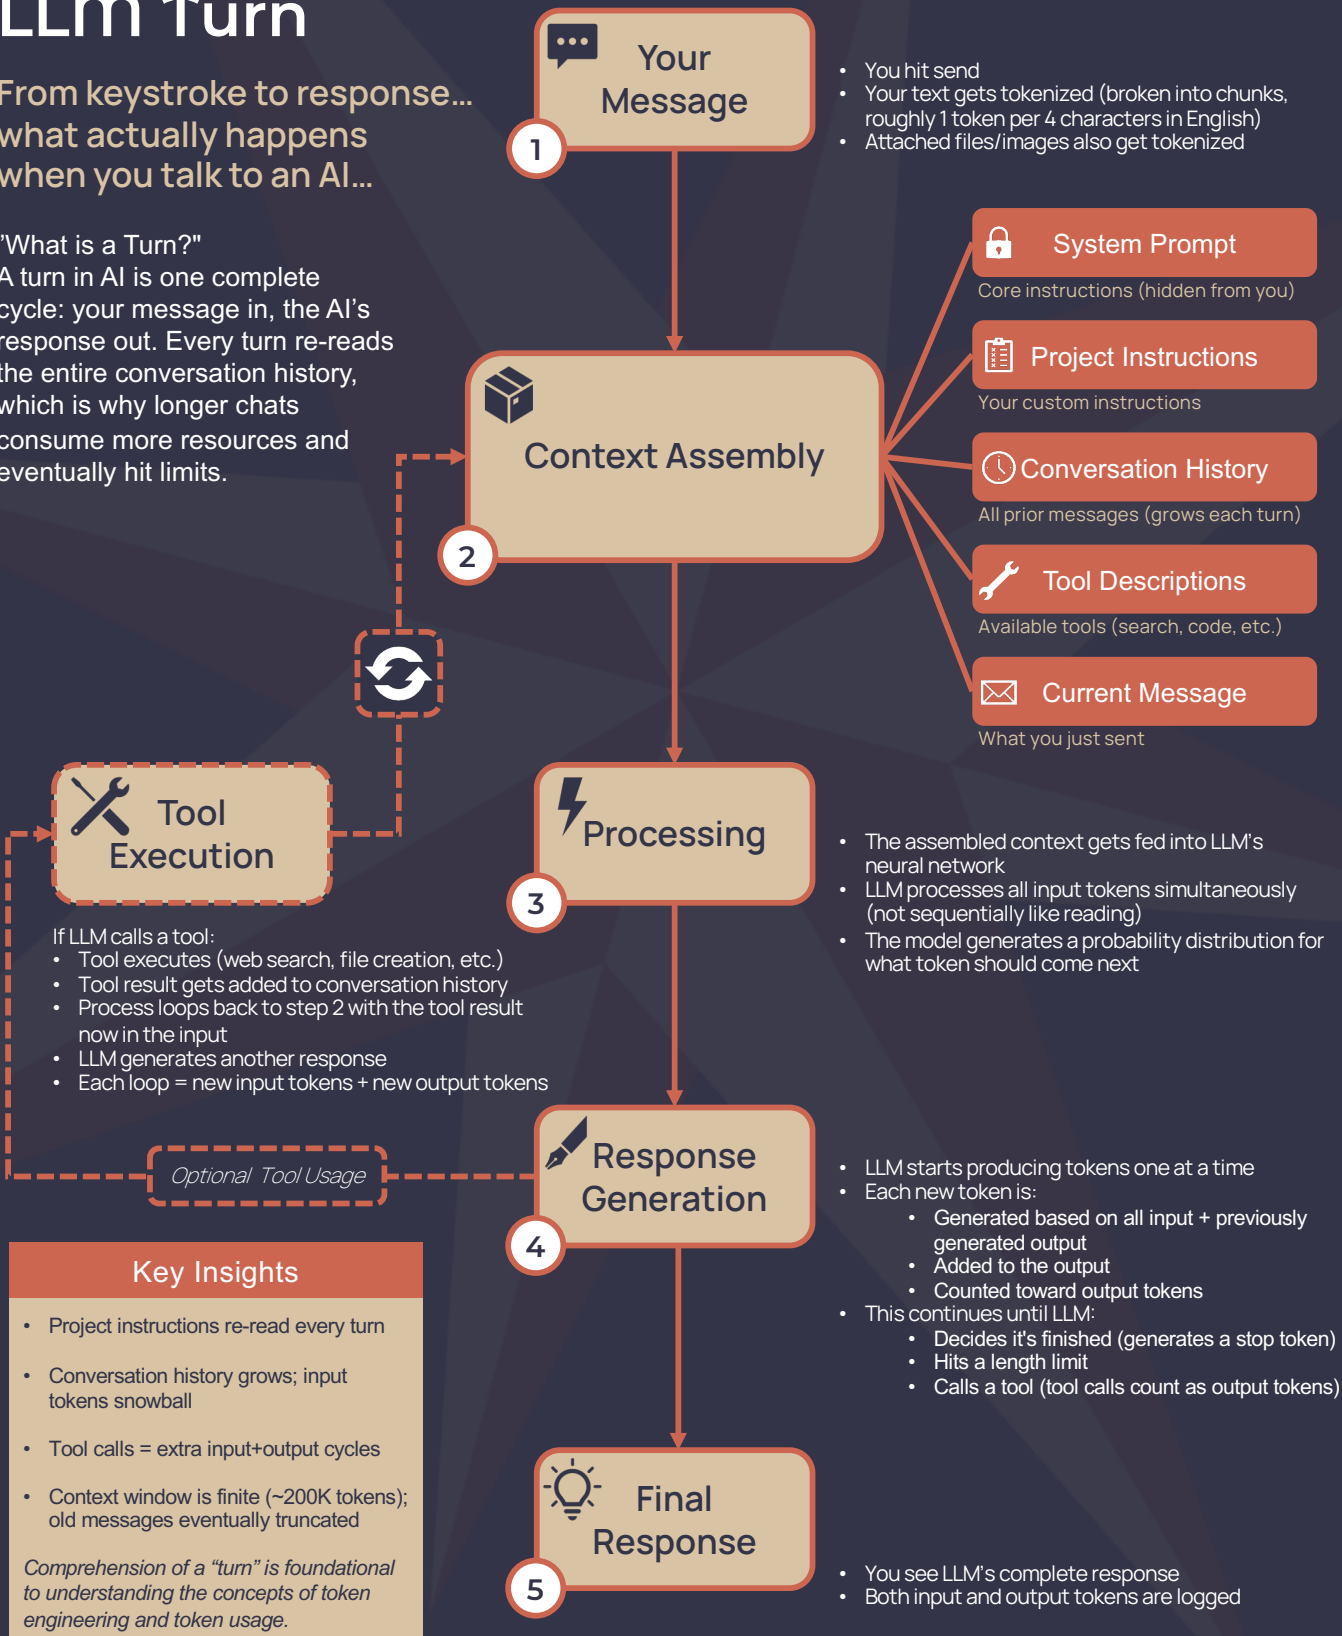 LLM Turn
From keystroke to response...
what actually happens
when you talk to an AI...
"What is a Turn?"
A turn in AI is one complete
cycle: your message in, the AI's
response out. Every turn re-reads
the entire conversation history,
which is why longer chats
consume more resources and
eventually hit limits.
Your
Message
1
• You hit send
• Your text gets tokenized (broken into chunks,
roughly 1 token per 4 characters in English)
• Attached files/images also get tokenized
Context Assembly
2
System Prompt
Core instructions (hidden from you)
Project Instructions
Your custom instructions
Conversation History
All prior messages (grows each turn)
Tool Descriptions
Available tools (search, code, etc.)
Current Message
What you just sent
Processing
3
• The assembled context gets fed into LLM's
neural network
• LLM processes all input tokens simultaneously
(not sequentially like reading)
• The model generates a probability distribution for
what token should come next
Tool
Execution
If LLM calls a tool:
• Tool executes (web search, file creation, etc.)
• Tool result gets added to conversation history
• Process loops back to step 2 with the tool result
now in the input
• LLM generates another response
• Each loop = new input tokens + new output tokens
Optional Tool Usage
Response
Generation
4
• LLM starts producing tokens one at a time
• Each new token is:
• Generated based on all input + previously
generated output
• Added to the output
• Counted toward output tokens
• This continues until LLM:
• Decides it's finished (generates a stop token)
• Hits a length limit
• Calls a tool (tool calls count as output tokens)
Key Insights
• Project instructions re-read every turn
• Conversation history grows; input
tokens snowball
• Tool calls = extra input+output cycles
• Context window is finite (~200K tokens);
old messages eventually truncated
Comprehension of a “turn” is foundational
to understanding the concepts of token
engineering and token usage.
Final
Response
5
• You see LLM's complete response
• Both input and output tokens are logged